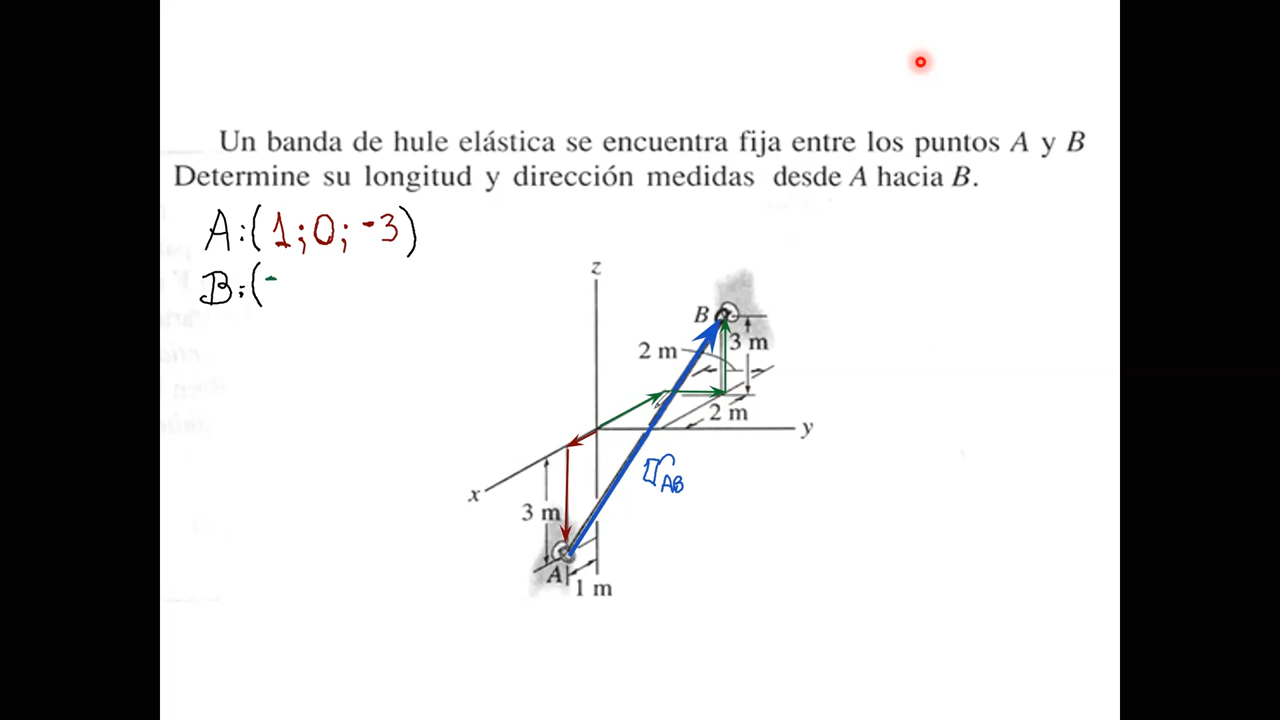 Un banda de hule elástica se encuentra fija entre los puntos A y B
Determine su longitud y dirección medidas desde A hacia B.
A:(1;0;-3)
B:(-
z
B
3 m
2 m
2 m
y
r AB
x
3 m
A
1 m